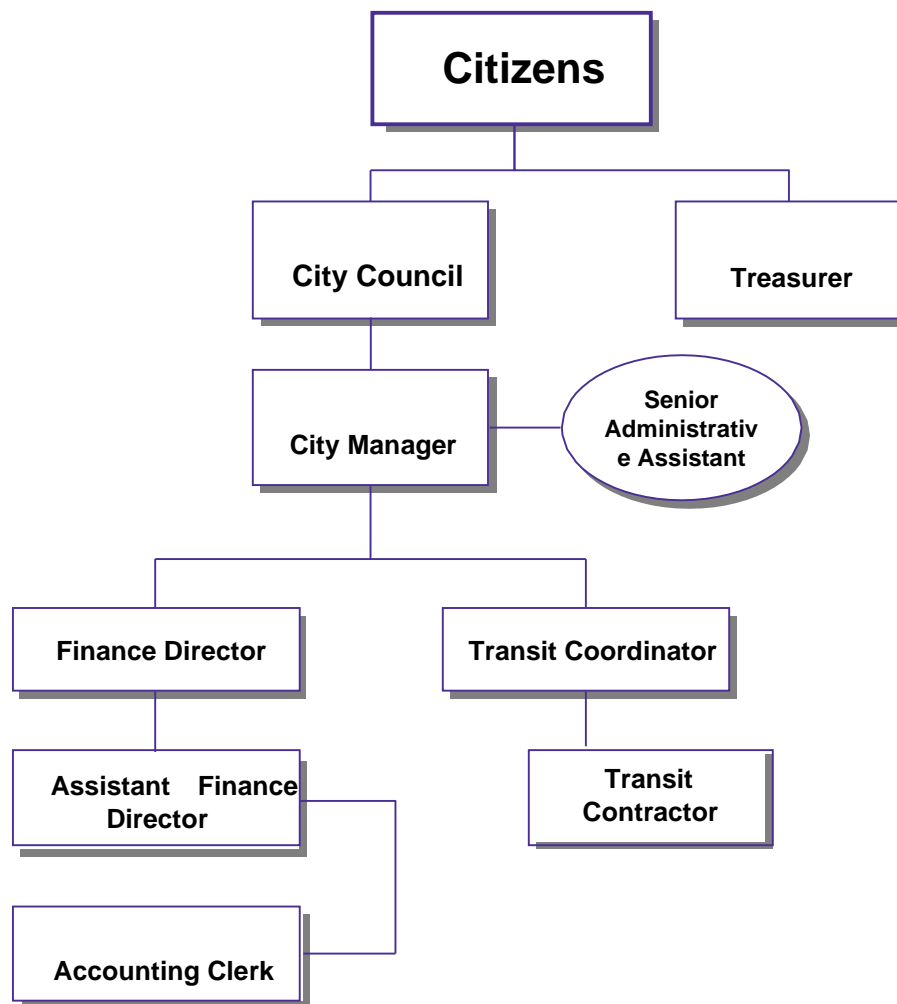 Citizens
City Council
Treasurer
City Manager
Senior
Administrativ
e Assistant
Finance Director
Transit Coordinator
Assistant Finance
Director
Transit
Contractor
Accounting Clerk